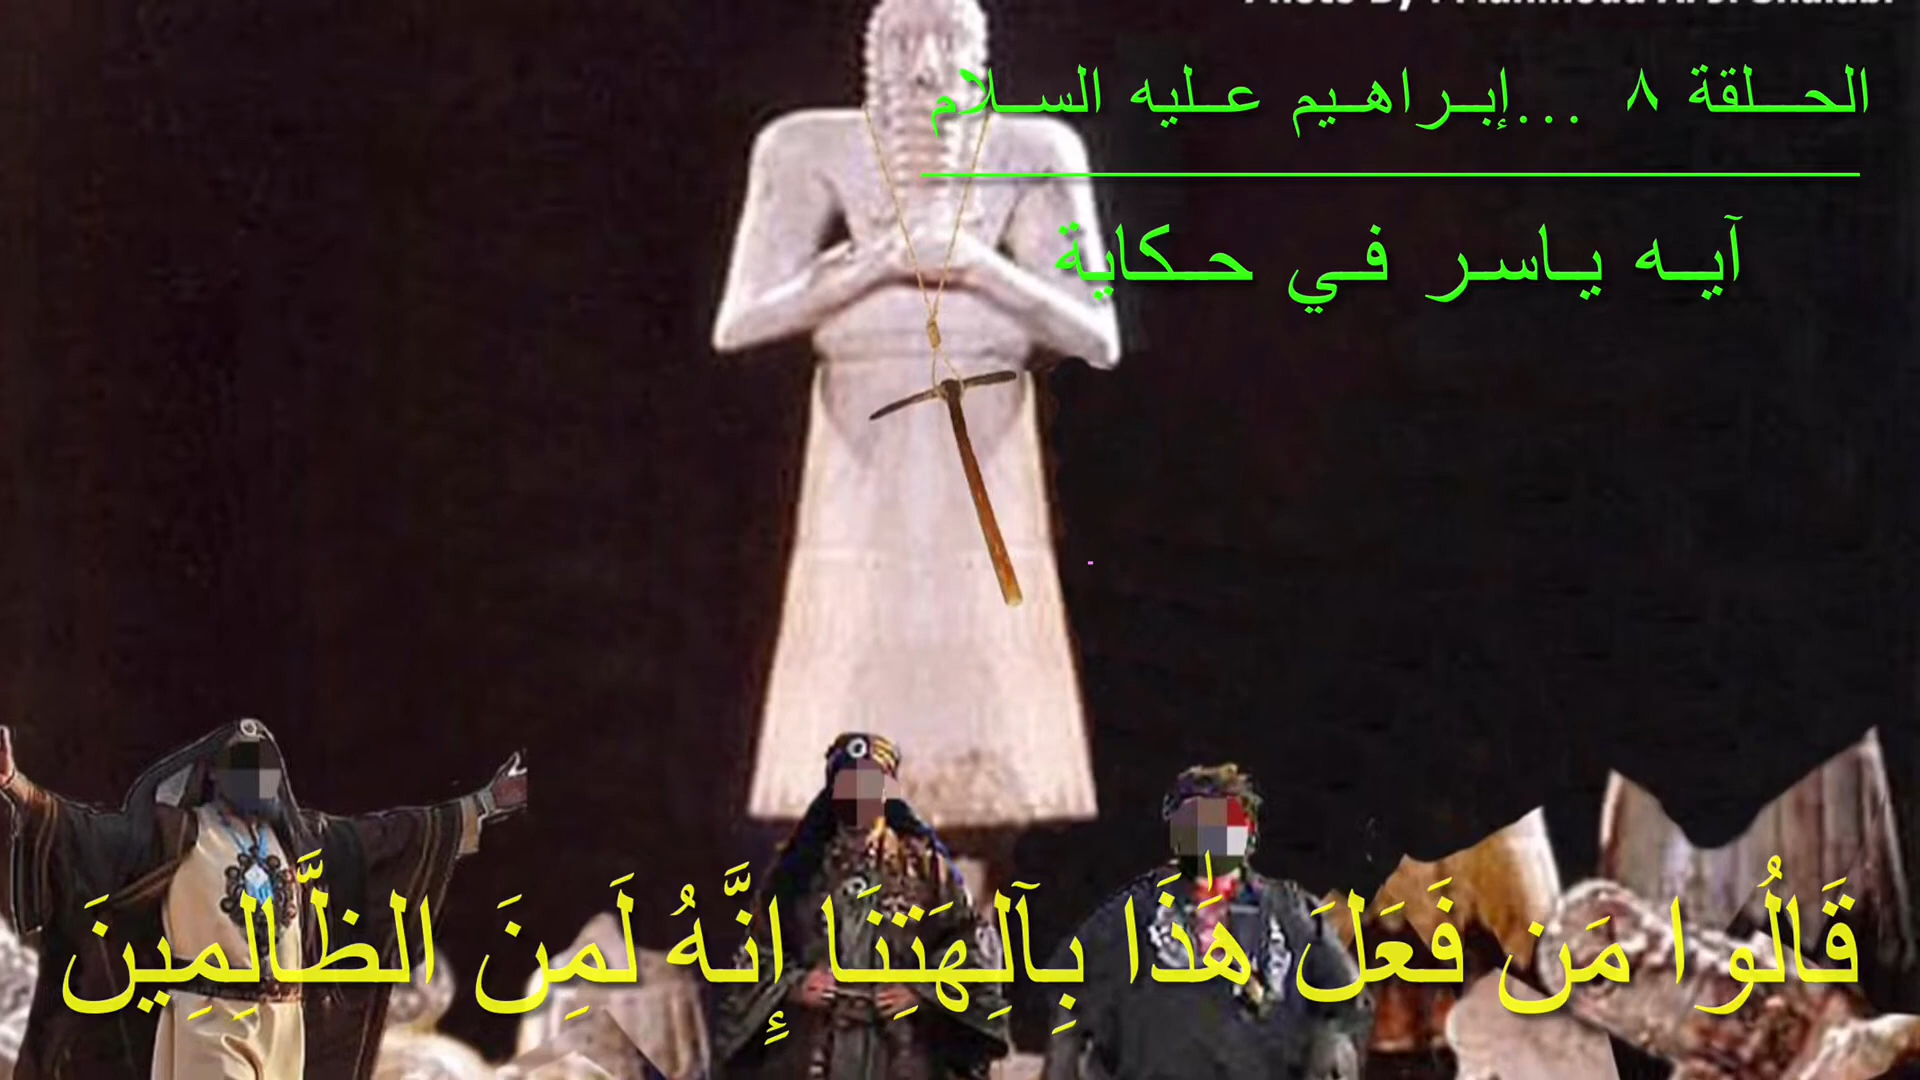 الحلقة ٨ ...إبراهيم عليه السلام
آيه ياسر في حكاية
قَالُوا مَن فَعَلَ هَٰذَا بِآلِهَتِنَا إِنَّهُ لَمِنَ الظَّالِمِينَ